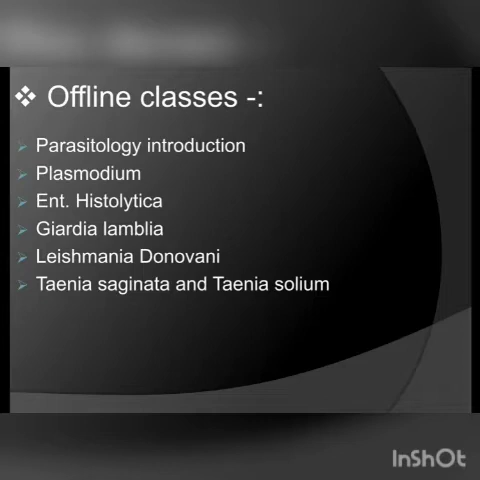 ❖ Offline classes -:
➢ Parasitology introduction
➢ Plasmodium
➢ Ent. Histolytica
➢ Giardia lamblia
➢ Leishmania Donovani
➢ Taenia saginata and Taenia solium
InShOt